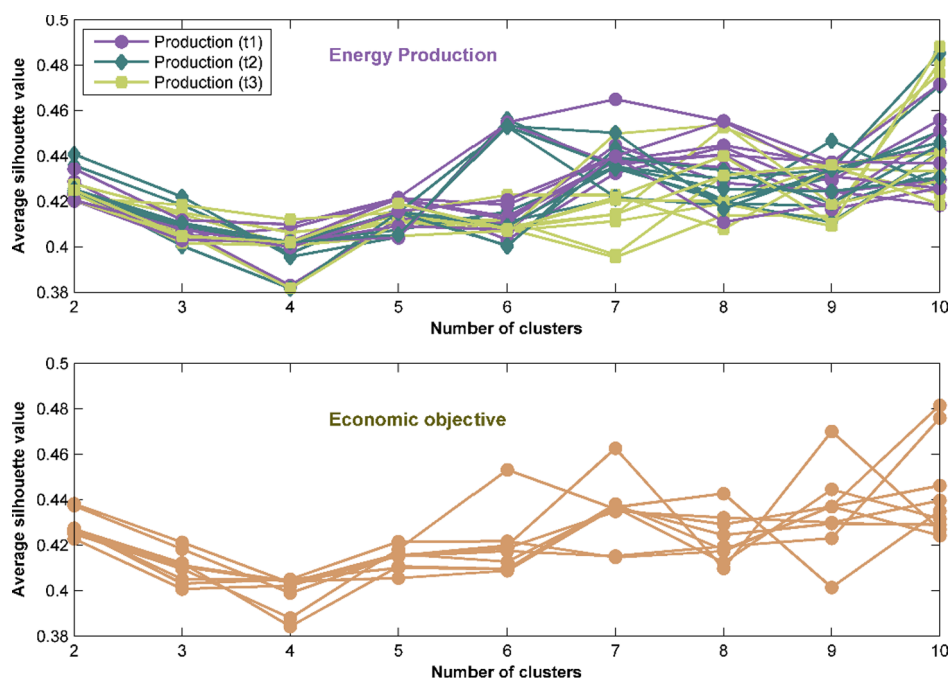 0.5
0.48
0.46
0.44
0.42
0.4
0.38
Average silhouette value
Production (t1)
Production (t2)
Production (t3)
Energy Production
2 3 4 5 6 7 8 9 10
Number of clusters
0.5
0.48
0.46
0.44
0.42
0.4
0.38
Average silhouette value
Economic objective
2 3 4 5 6 7 8 9 10
Number of clusters